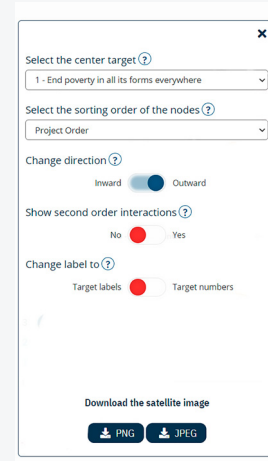 Select the center target ?
1 - End poverty in all its forms everywhere
Select the sorting order of the nodes ?
Project Order
Change direction ?
Inward Outward
Show second order interactions ?
No Yes
Change label to ?
Target labels Target numbers
Download the satellite image
PNG JPEG